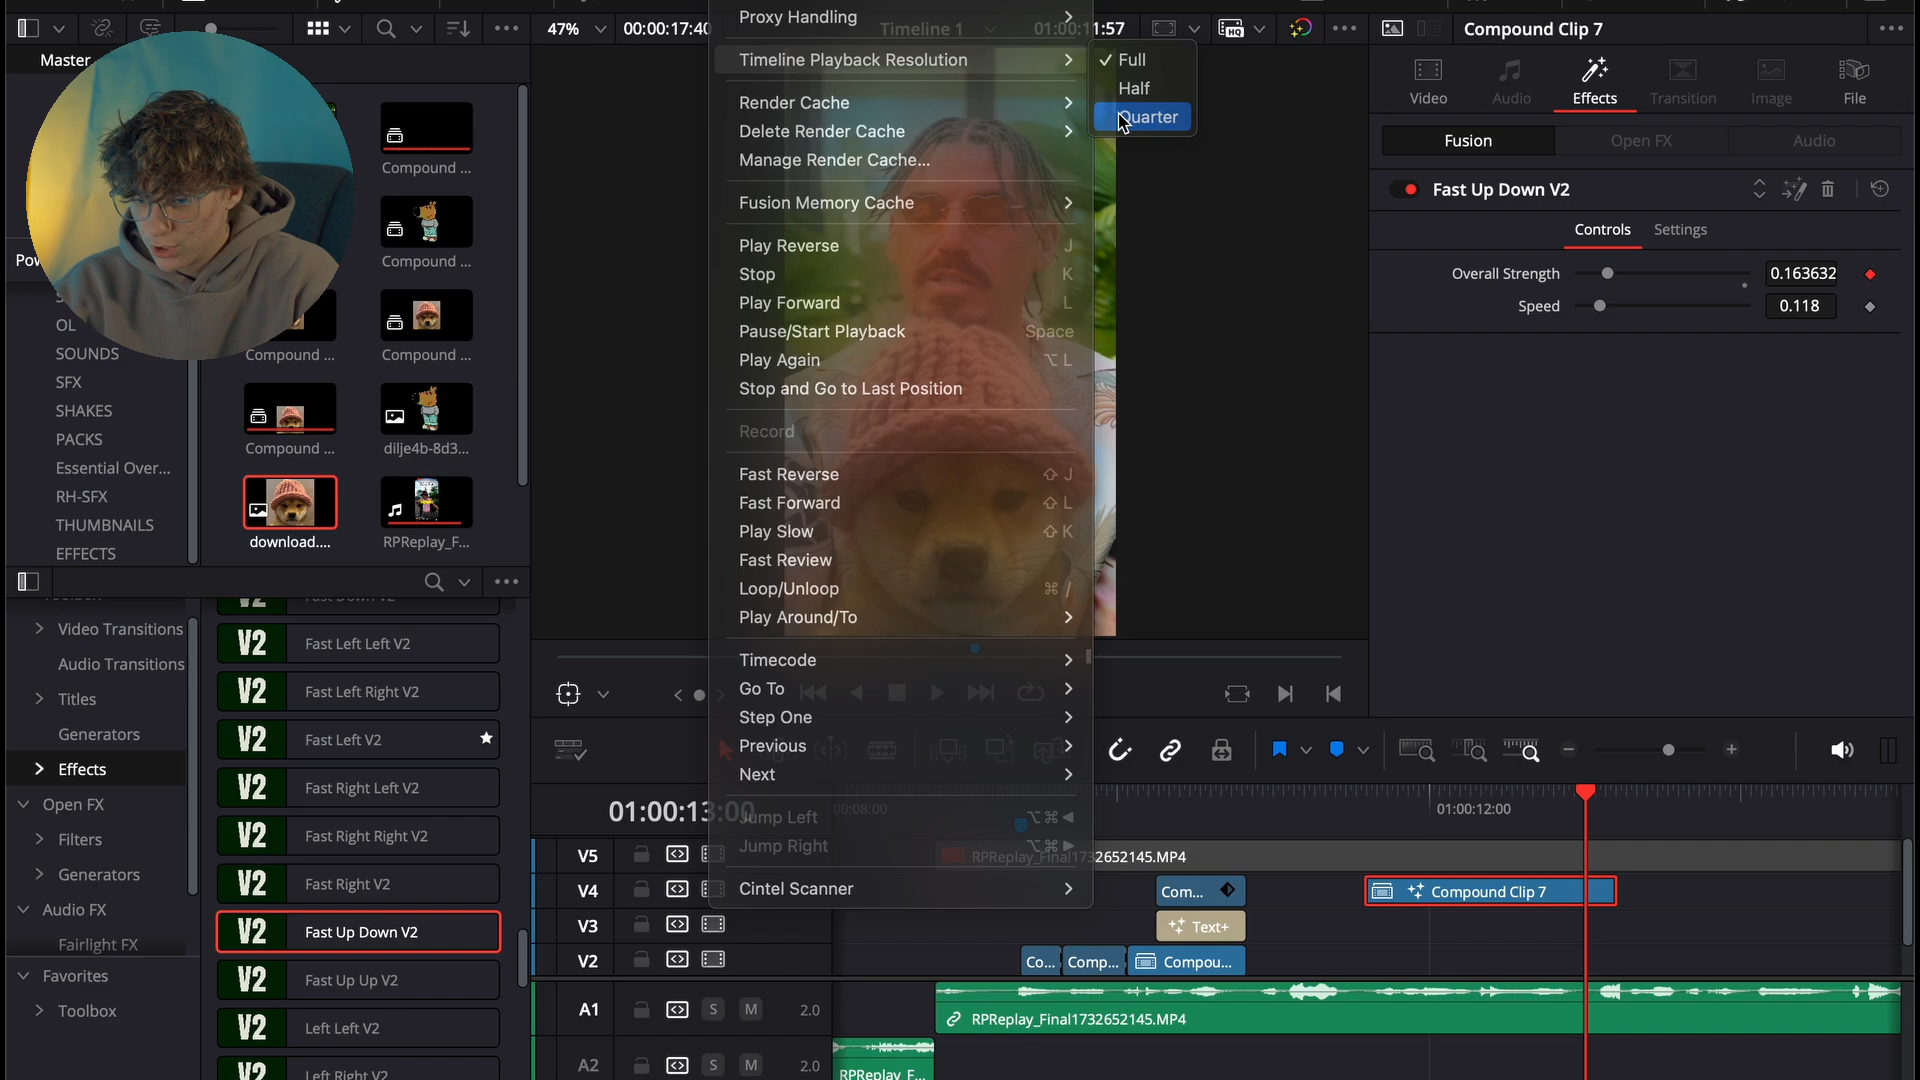 47%
00:00:17:40
Timeline 1
01:00:11:57
Compound Clip 7
Master
Compound ...
Compound ...
Compound ...
Compound ...
Compound ...
dilje4b-8d3...
download....
RPReplay_F...
OL
SOUNDS
SFX
SHAKES
PACKS
Essential Over...
RH-SFX
THUMBNAILS
EFFECTS
Proxy Handling
Timeline Playback Resolution
Full
Half
Quarter
Render Cache
Delete Render Cache
Manage Render Cache...
Fusion Memory Cache
Play Reverse J
Stop K
Play Forward L
Pause/Start Playback Space
Play Again ⌥ L
Stop and Go to Last Position
Record
Fast Reverse ⇧ J
Fast Forward ⇧ L
Play Slow ⇧ K
Fast Review
Loop/Unloop ⌘ /
Play Around/To
Timecode
Go To
Step One
Previous
Next
Jump Left ⌥⌘◀
Jump Right ⌥⌘▶
Cintel Scanner
Video
Audio
Effects
Transition
Image
File
Fusion
Open FX
Audio
Fast Up Down V2
Controls
Settings
Overall Strength 0.163632
Speed 0.118
Video Transitions
Audio Transitions
Titles
Generators
Effects
Open FX
Filters
Generators
Audio FX
Fairlight FX
Favorites
Toolbox
V2 Fast Left Left V2
V2 Fast Left Right V2
V2 Fast Left V2
V2 Fast Right Left V2
V2 Fast Right Right V2
V2 Fast Right V2
V2 Fast Up Down V2
V2 Fast Up Up V2
V2 Left Left V2
Left Right V2
01:00:13:00
00:08:00
01:00:12:00
V5
RPReplay_Final1732652145.MP4
V4
Com...
Compound Clip 7
V3
Text+
V2
Co...
Comp...
Compou...
A1 S M 2.0
RPReplay_Final1732652145.MP4
A2 S M 2.0
RPReplay_F...